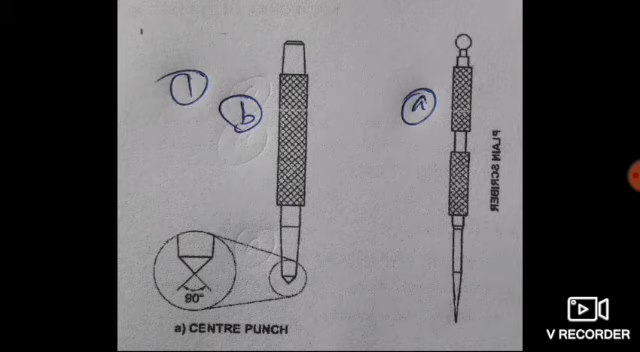 1
a
PLAIN SCRIBER
90°
a) CENTRE PUNCH
V RECORDER